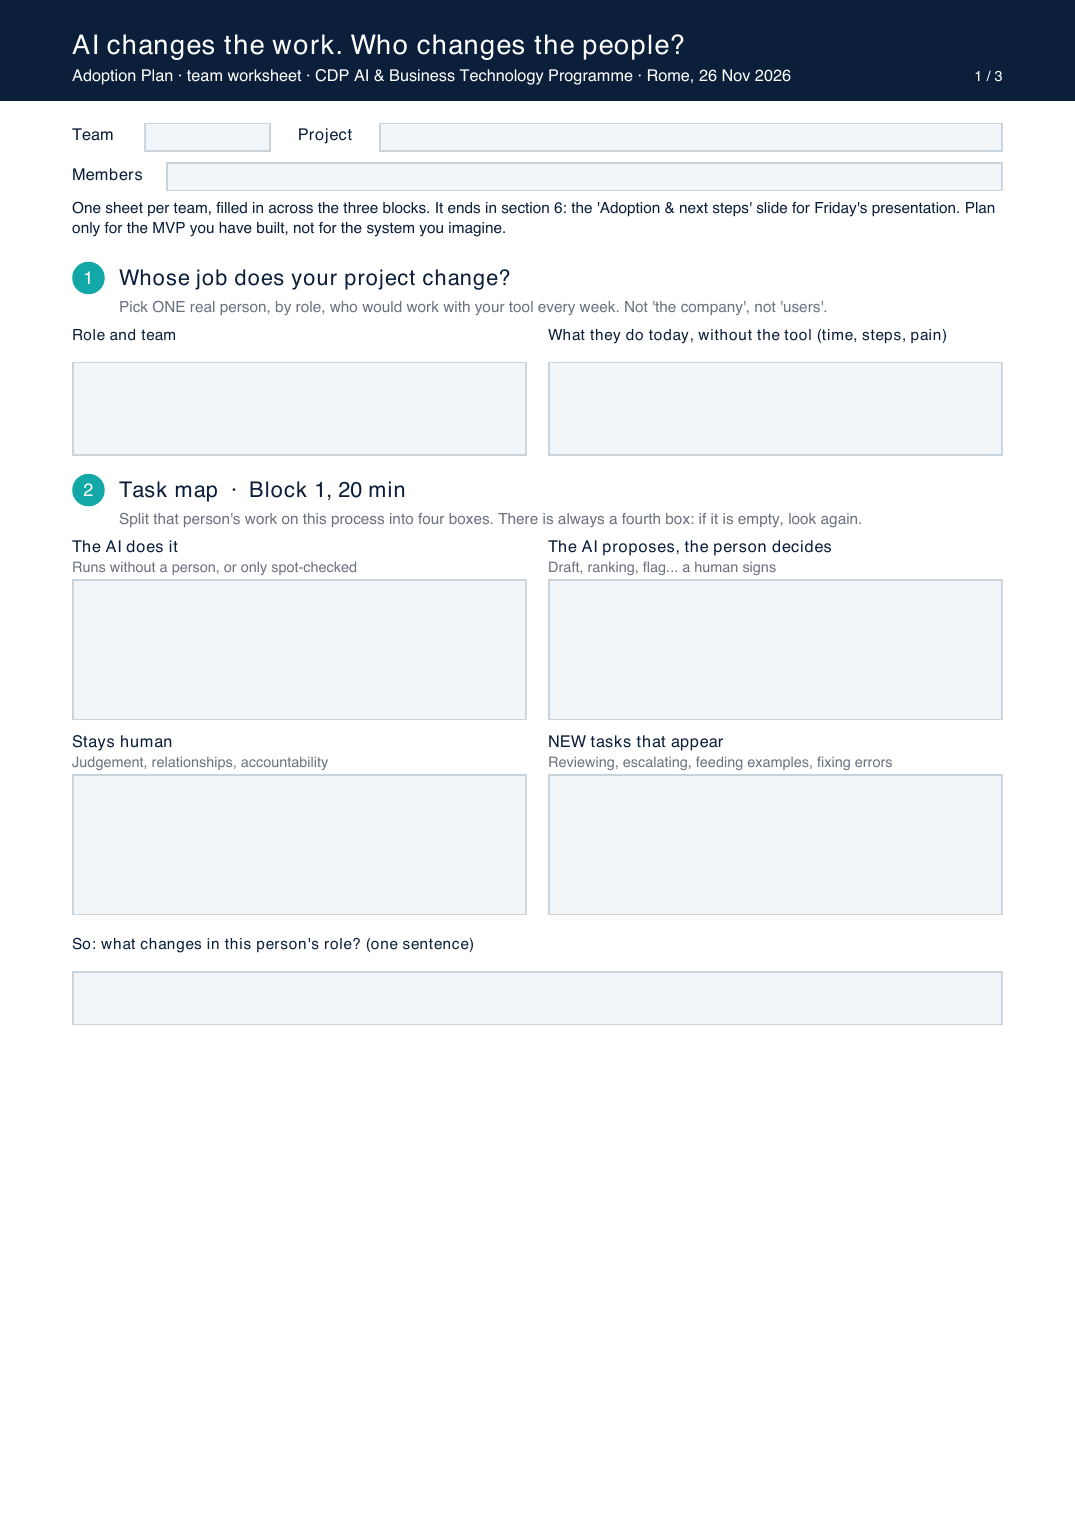 AI changes the work. Who changes the people?
Adoption Plan · team worksheet · CDP AI & Business Technology Programme · Rome, 26 Nov 2026
1 / 3
Team
Project
Members
One sheet per team, filled in across the three blocks. It ends in section 6: the 'Adoption & next steps' slide for Friday's presentation. Plan
only for the MVP you have built, not for the system you imagine.
1 Whose job does your project change?
Pick ONE real person, by role, who would work with your tool every week. Not 'the company', not 'users'.
Role and team
What they do today, without the tool (time, steps, pain)
2 Task map · Block 1, 20 min
Split that person's work on this process into four boxes. There is always a fourth box: if it is empty, look again.
The AI does it
Runs without a person, or only spot-checked
The AI proposes, the person decides
Draft, ranking, flag... a human signs
Stays human
Judgement, relationships, accountability
NEW tasks that appear
Reviewing, escalating, feeding examples, fixing errors
So: what changes in this person's role? (one sentence)